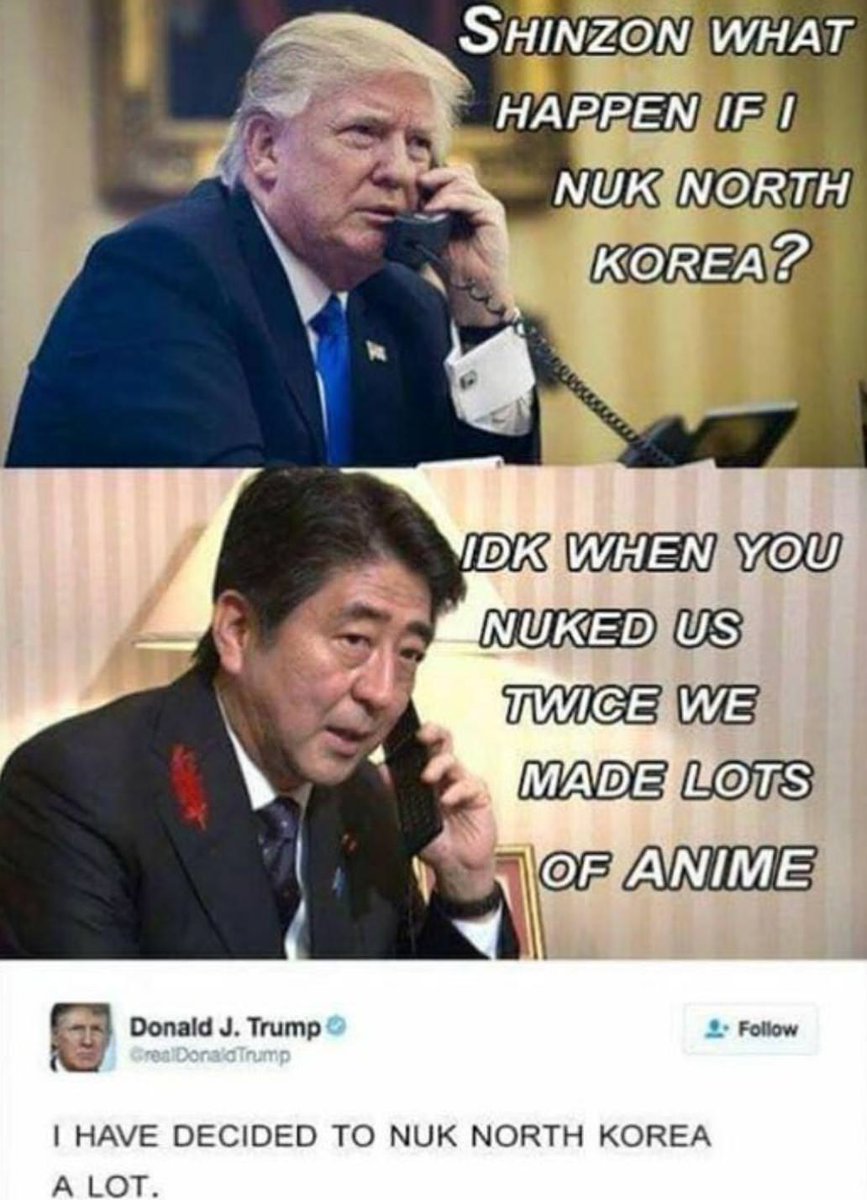 SHINZON WHAT
HAPPEN IF I
NUK NORTH
KOREA?
IDK WHEN YOU
NUKED US
TWICE WE
MADE LOTS
OF ANIME
Donald J. Trump
@realDonaldTrump
Follow
I HAVE DECIDED TO NUK NORTH KOREA
A LOT.